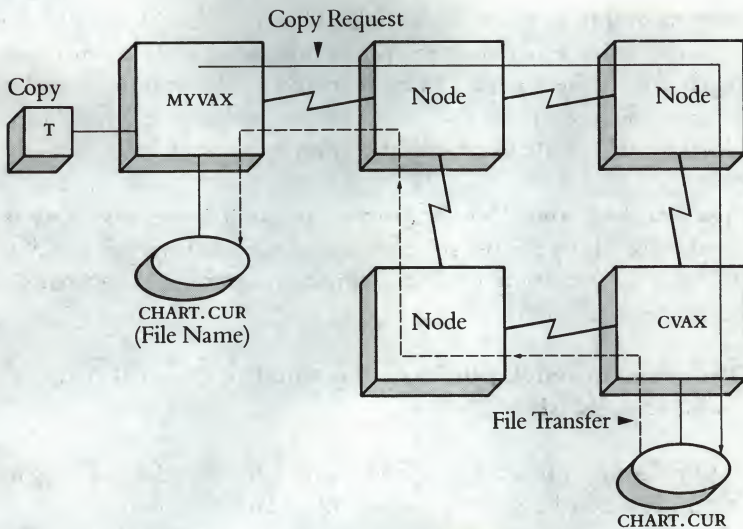 Copy Request
Copy
T
MYVAX
Node
Node
CHART.CUR
(File Name)
Node
CVAX
File Transfer
CHART.CUR